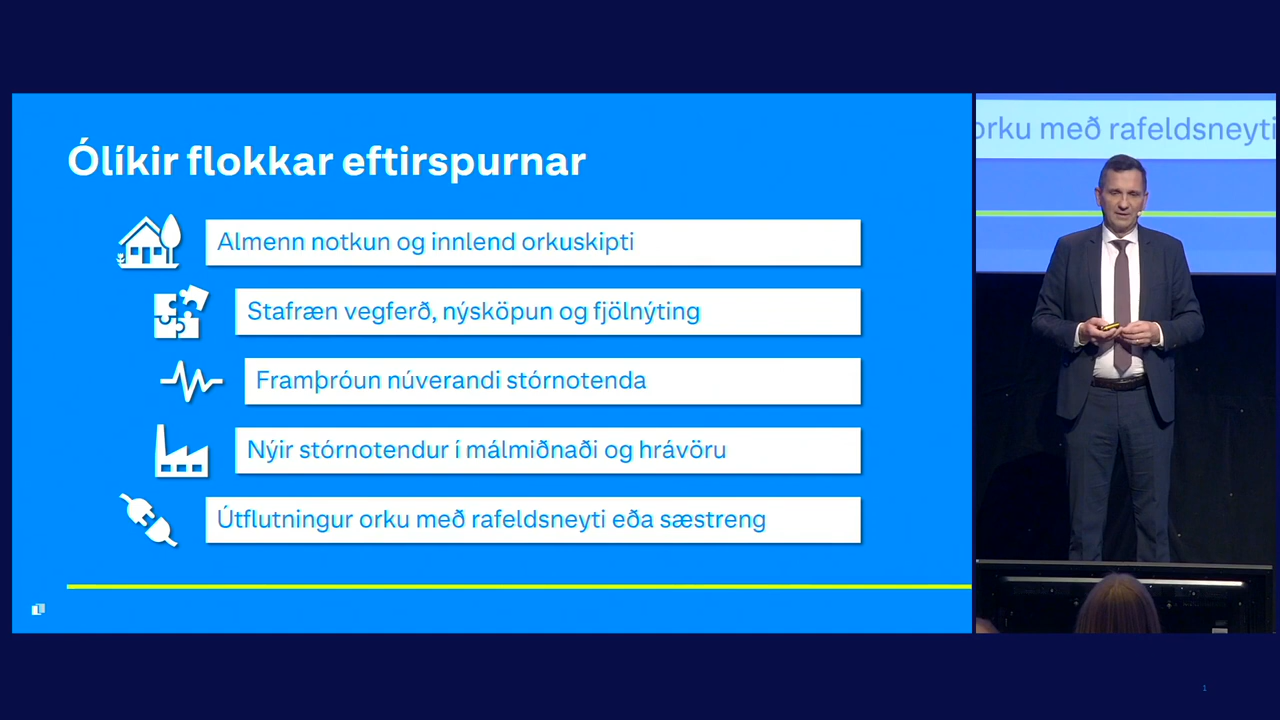 Ólíkir flokkar eftirspurnar
Almenn notkun og innlend orkuskipti
Stafræn vegferð, nýsköpun og fjölnýting
Framþróun núverandi stórnotenda
Nýir stórnotendur í málmiðnaði og hrávöru
Útflutningur orku með rafeldsneyti eða sæstreng
orku með rafeldsneyti
1